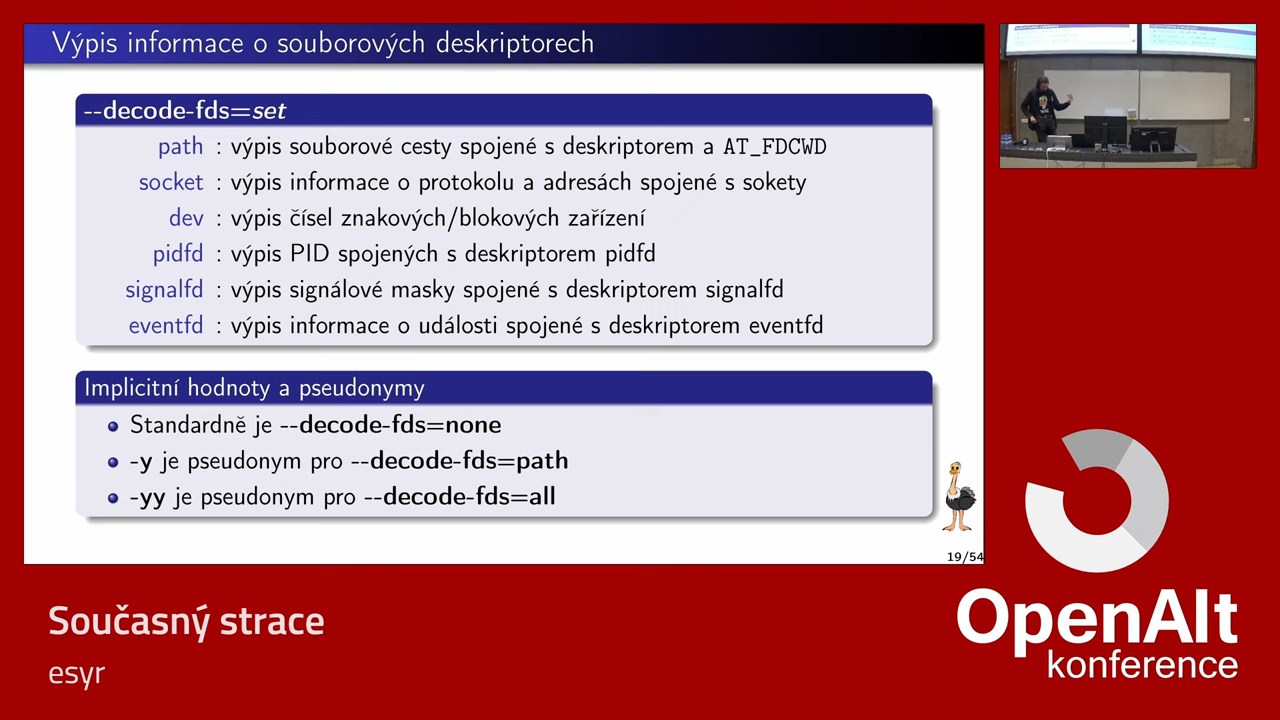 Výpis informace o souborových deskriptorech
--decode-fds=set
path : výpis souborové cesty spojené s deskriptorem a AT_FDCWD
socket : výpis informace o protokolu a adresách spojené s sokety
dev : výpis čísel znakových/blokových zařízení
pidfd : výpis PID spojených s deskriptorem pidfd
signalfd : výpis signálové masky spojené s deskriptorem signalfd
eventfd : výpis informace o události spojené s deskriptorem eventfd
Implicitní hodnoty a pseudonymy
Standardně je --decode-fds=none
-y je pseudonym pro --decode-fds=path
-yy je pseudonym pro --decode-fds=all
19/54
Současný strace
esyr
OpenAlt
konference